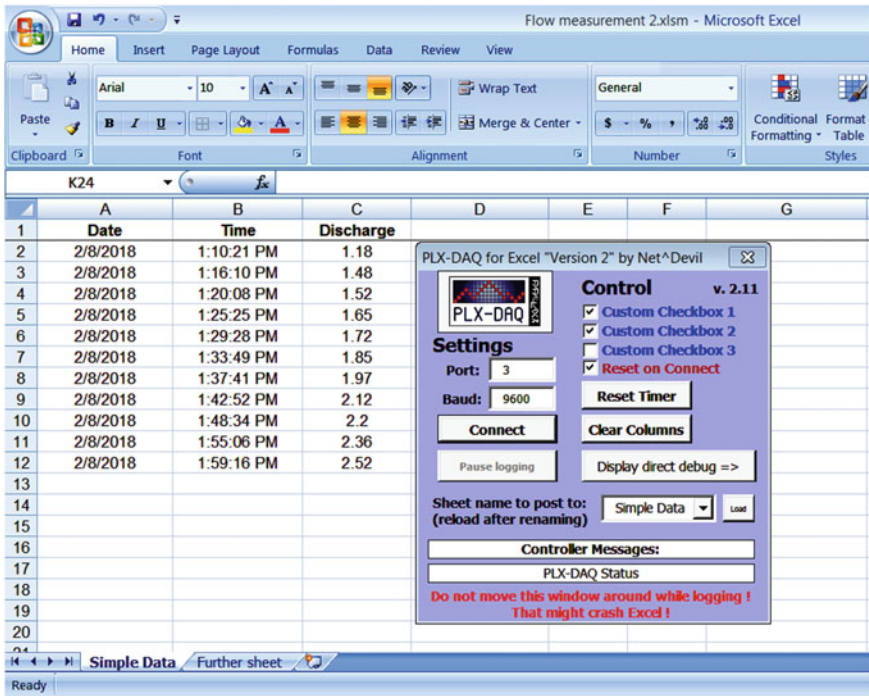 Flow measurement 2.xlsm - Microsoft Excel
Home Insert Page Layout Formulas Data Review View
Arial 10 A A Wrap Text General
Paste B I U A Merge & Center $ % , .0 .00 .00 .0 Conditional Formatting Format Table
Clipboard Font Alignment Number Styles
K24 fx
A B C D E F G
1 Date Time Discharge
2 2/8/2018 1:10:21 PM 1.18
3 2/8/2018 1:16:10 PM 1.48
4 2/8/2018 1:20:08 PM 1.52
5 2/8/2018 1:25:25 PM 1.65
6 2/8/2018 1:29:28 PM 1.72
7 2/8/2018 1:33:49 PM 1.85
8 2/8/2018 1:37:41 PM 1.97
9 2/8/2018 1:42:52 PM 2.12
10 2/8/2018 1:48:34 PM 2.2
11 2/8/2018 1:55:06 PM 2.36
12 2/8/2018 1:59:16 PM 2.52
13
14
15
16
17
18
19
20
PLX-DAQ for Excel "Version 2" by Net^Devil
PLX-DAQ PARALLAX
Control v. 2.11
Custom Checkbox 1
Custom Checkbox 2
Custom Checkbox 3
Reset on Connect
Settings
Port: 3
Baud: 9600
Reset Timer
Connect
Clear Columns
Pause logging
Display direct debug =>
Sheet name to post to:
(reload after renaming)
Simple Data
Load
Controller Messages:
PLX-DAQ Status
Do not move this window around while logging !
That might crash Excel !
Simple Data Further sheet
Ready